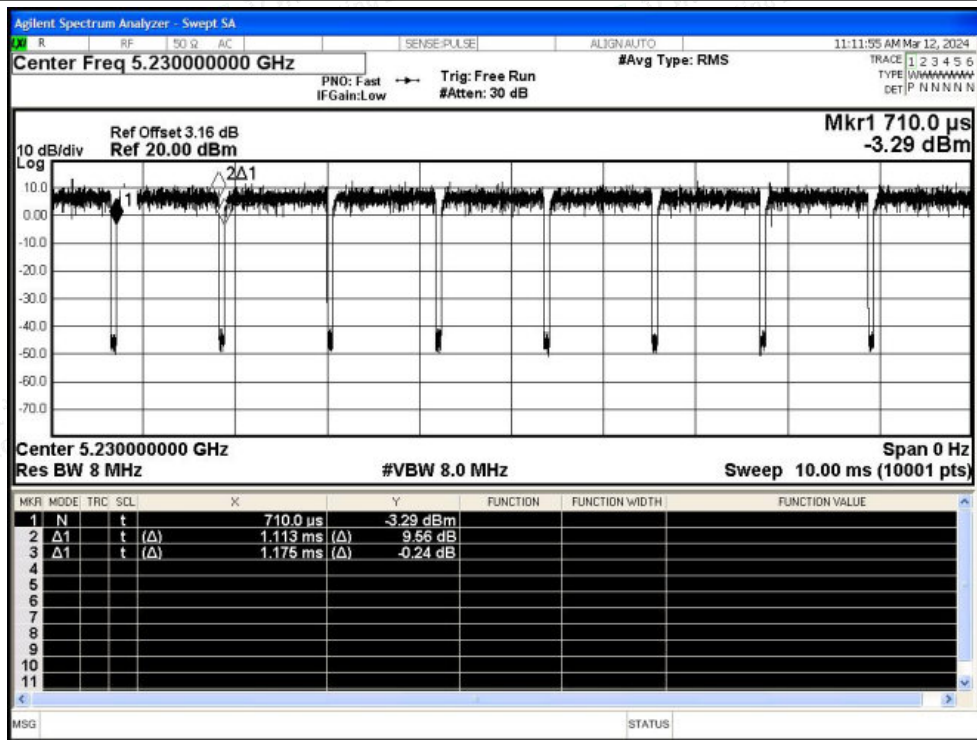 Agilent Spectrum Analyzer - Swept SA
LXI R RF 50 Ω AC SENSE:PULSE ALIGNAUTO 11:11:55 AM Mar 12, 2024
Center Freq 5.230000000 GHz #Avg Type: RMS TRACE 1 2 3 4 5 6
PNO: Fast Trig: Free Run TYPE WWWWWW
IFGain:Low #Atten: 30 dB DET P N N N N N
Mkr1 710.0 µs
Ref Offset 3.16 dB
10 dB/div Ref 20.00 dBm -3.29 dBm
Log
2Δ1
10.0
1
0.00
-10.0
-20.0
-30.0
-40.0
-50.0
-60.0
-70.0
Center 5.230000000 GHz Span 0 Hz
Res BW 8 MHz #VBW 8.0 MHz Sweep 10.00 ms (10001 pts)
MKR MODE TRC SCL X Y FUNCTION FUNCTION WIDTH FUNCTION VALUE
1 N t 710.0 µs -3.29 dBm
2 Δ1 t (Δ) 1.113 ms (Δ) 9.56 dB
3 Δ1 t (Δ) 1.175 ms (Δ) -0.24 dB
4
5
6
7
8
9
10
11
MSG STATUS